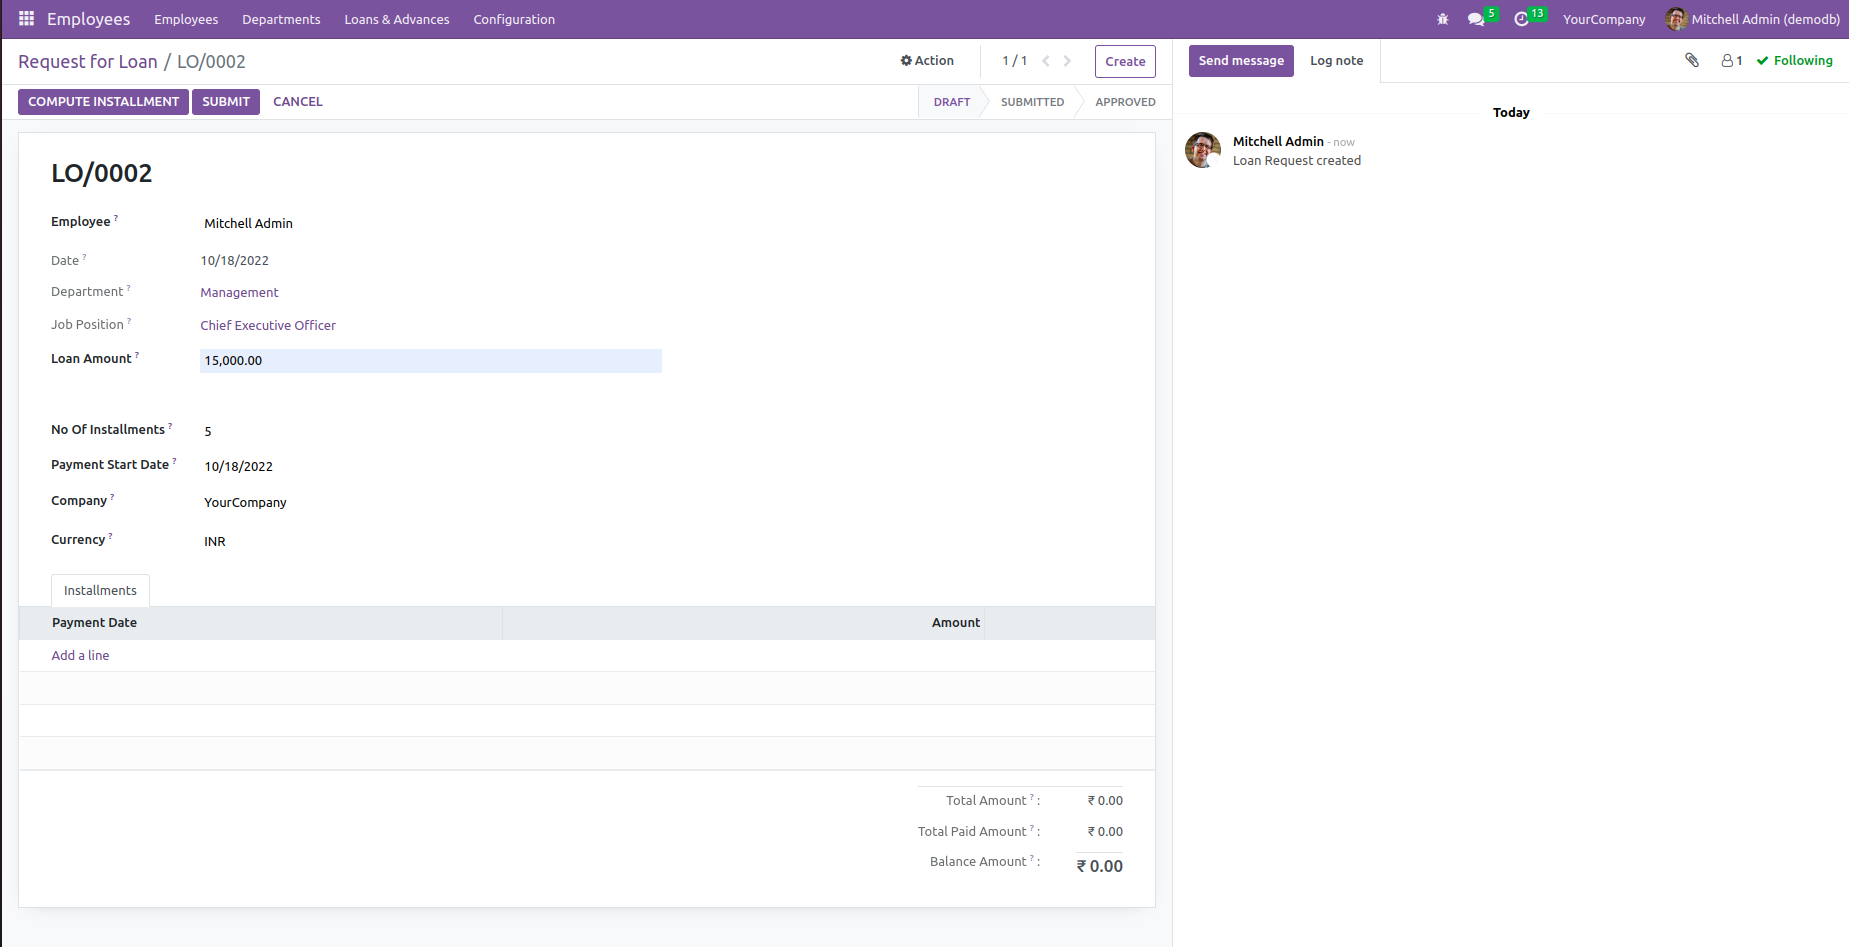 Employees Employees Departments Loans & Advances Configuration 5 13 YourCompany Mitchell Admin (demodb)
Request for Loan / LO/0002 Action 1 / 1 Create Send message Log note 1 Following
COMPUTE INSTALLMENT SUBMIT CANCEL DRAFT SUBMITTED APPROVED
Today
Mitchell Admin - now
Loan Request created
LO/0002
Employee ? Mitchell Admin
Date ? 10/18/2022
Department ? Management
Job Position ? Chief Executive Officer
Loan Amount ? 15,000.00
No Of Installments ? 5
Payment Start Date ? 10/18/2022
Company ? YourCompany
Currency ? INR
Installments
Payment Date Amount
Add a line
Total Amount ? : ₹ 0.00
Total Paid Amount ? : ₹ 0.00
Balance Amount ? : ₹ 0.00